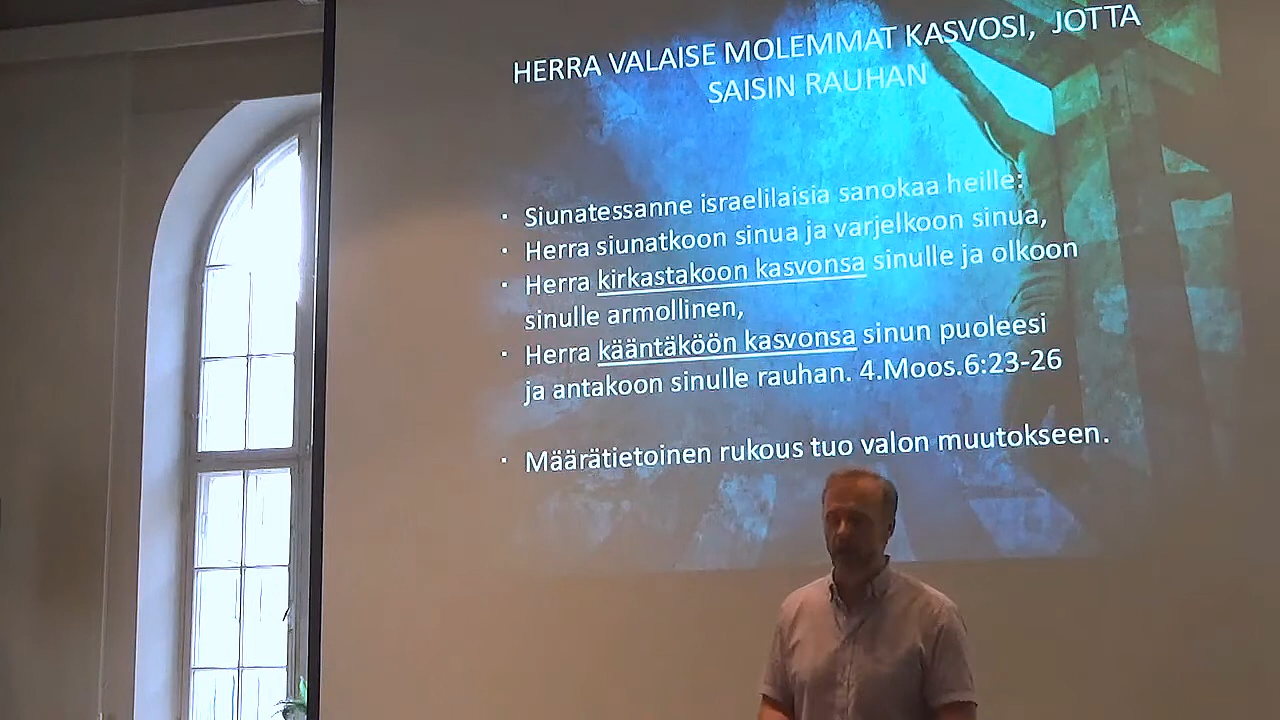 HERRA VALAISE MOLEMMAT KASVOSI, JOTTA
SAISIN RAUHAN
· Siunatessanne israelilaisia sanokaa heille:
· Herra siunatkoon sinua ja varjelkoon sinua,
· Herra kirkastakoon kasvonsa sinulle ja olkoon
sinulle armollinen,
· Herra kääntäköön kasvonsa sinun puoleesi
ja antakoon sinulle rauhan. 4.Moos.6:23-26
· Määrätietoinen rukous tuo valon muutokseen.